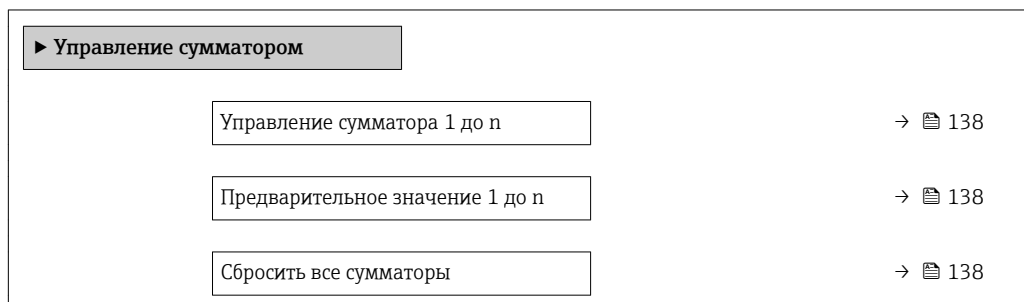 ► Управление сумматором
Управление сумматора 1 до n → 138
Предварительное значение 1 до n → 138
Сбросить все сумматоры → 138